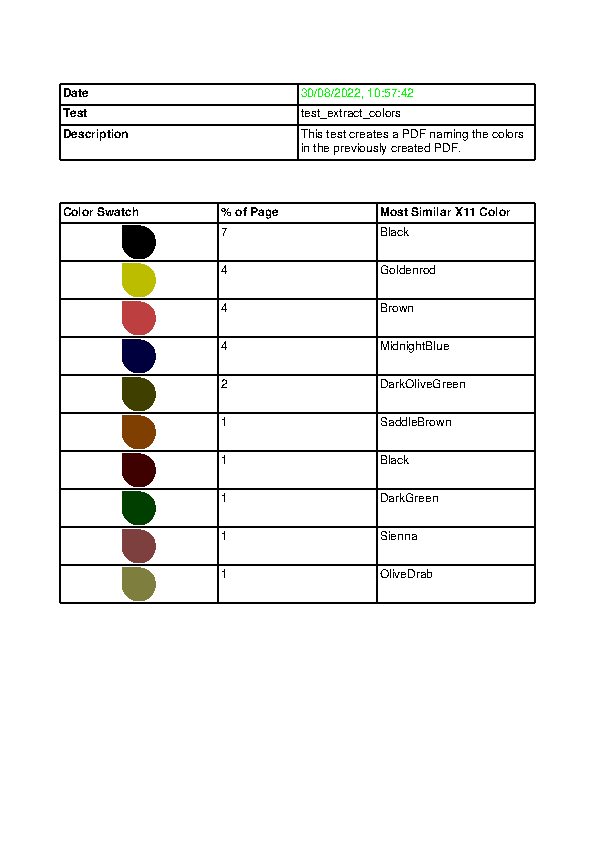 Date 30/08/2022, 10:57:42
Test test_extract_colors
Description This test creates a PDF naming the colors
in the previously created PDF.
Color Swatch % of Page Most Similar X11 Color
7 Black
4 Goldenrod
4 Brown
4 MidnightBlue
2 DarkOliveGreen
1 SaddleBrown
1 Black
1 DarkGreen
1 Sienna
1 OliveDrab